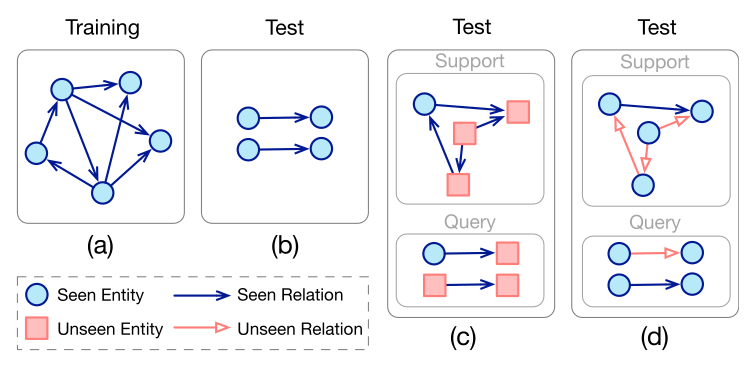 Training
Test
Test
Test
Support
Support
Query
Query
(a)
(b)
(c)
(d)
Seen Entity
Seen Relation
Unseen Entity
Unseen Relation